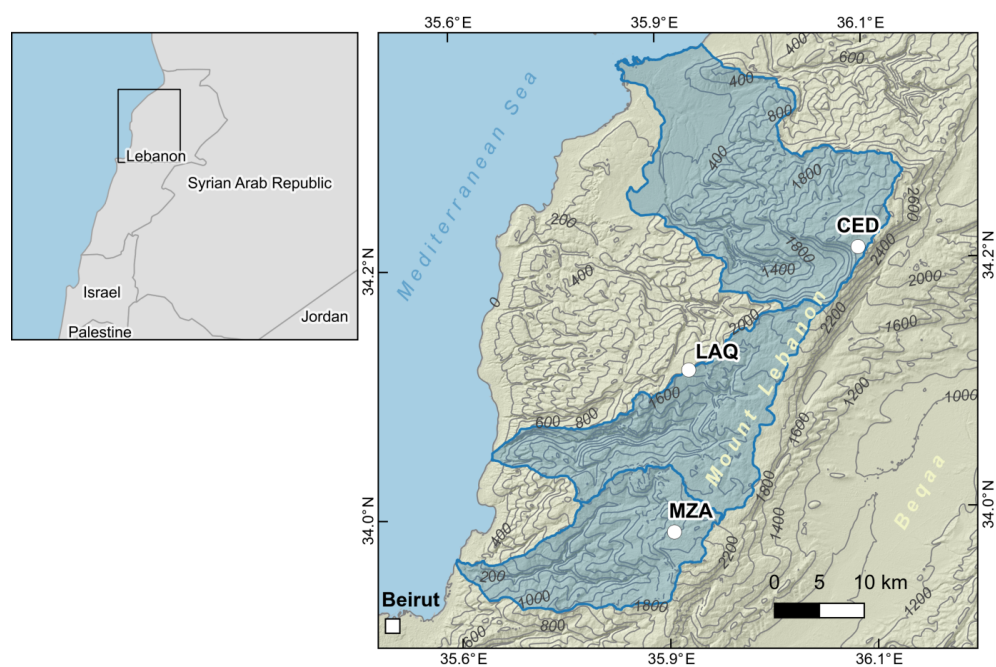 35.6°E 35.9°E 36.1°E
Lebanon
Syrian Arab Republic
Israel
Palestine
Jordan
Mediterranean Sea
34.2°N
34.0°N
400
600
400
800
400
1800
2600
CED
200
1800
2400
1400
400
2000
0
2200
2000
1600
LAQ
Mount Lebanon
1600
1200
1000
600
800
1600
1800
Beqaa
MZA
400
1400
2200
200
1000
1800
800
600
1200
Beirut
0 5 10 km
34.2°N
34.0°N
35.6°E 35.9°E 36.1°E